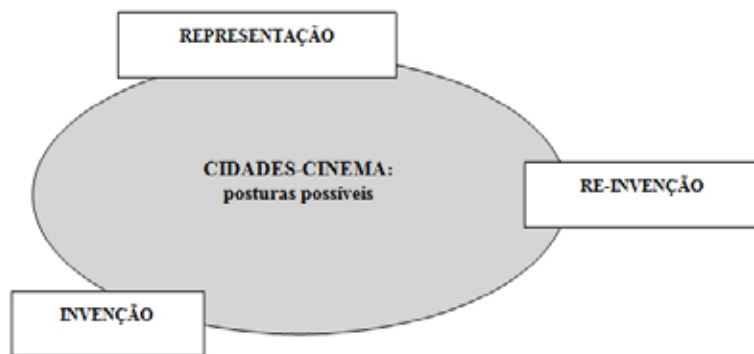 REPRESENTAÇÃO
CIDADES-CINEMA:
posturas possíveis
RE-INVENÇÃO
INVENÇÃO